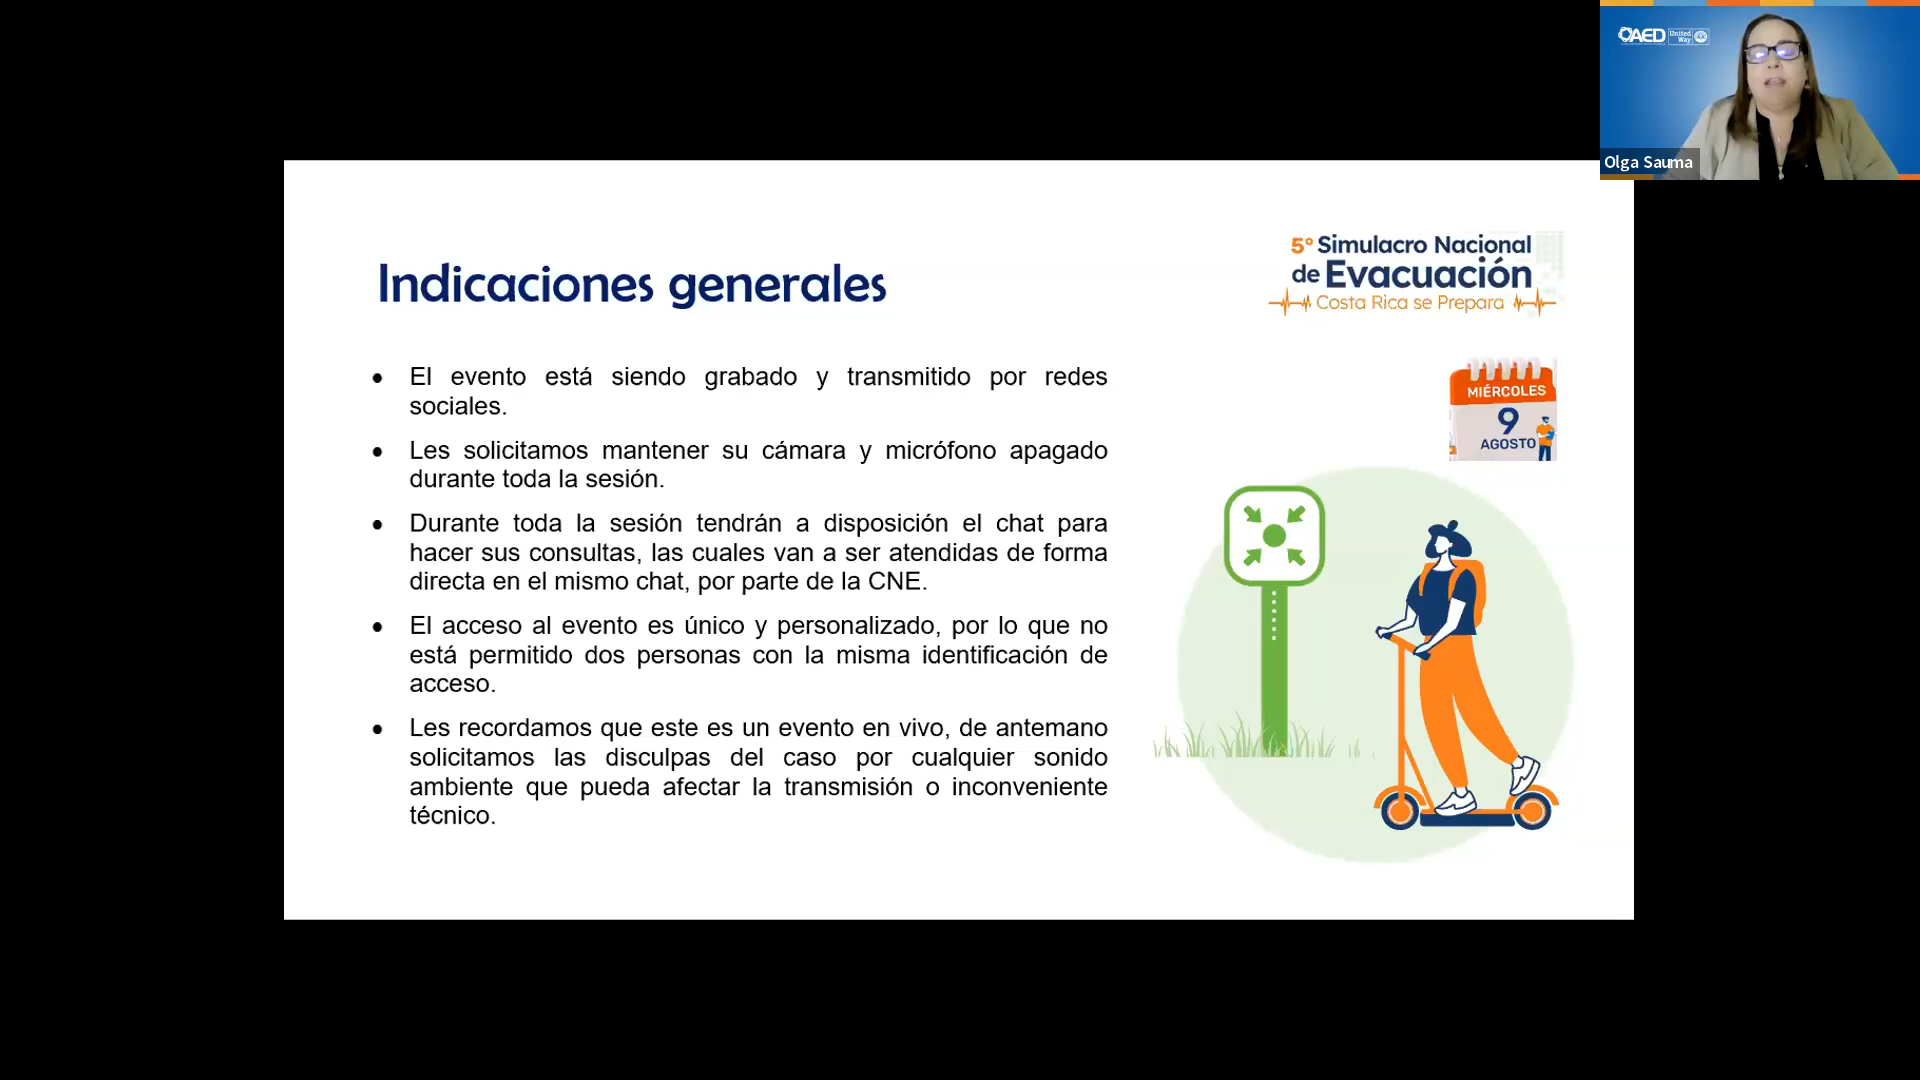 AED United
Way
Olga Sauma
5° Simulacro Nacional
de Evacuación
Costa Rica se Prepara
Indicaciones generales
MIÉRCOLES
9
AGOSTO
• El evento está siendo grabado y transmitido por redes
sociales.
• Les solicitamos mantener su cámara y micrófono apagado
durante toda la sesión.
• Durante toda la sesión tendrán a disposición el chat para
hacer sus consultas, las cuales van a ser atendidas de forma
directa en el mismo chat, por parte de la CNE.
• El acceso al evento es único y personalizado, por lo que no
está permitido dos personas con la misma identificación de
acceso.
• Les recordamos que este es un evento en vivo, de antemano
solicitamos las disculpas del caso por cualquier sonido
ambiente que pueda afectar la transmisión o inconveniente
técnico.